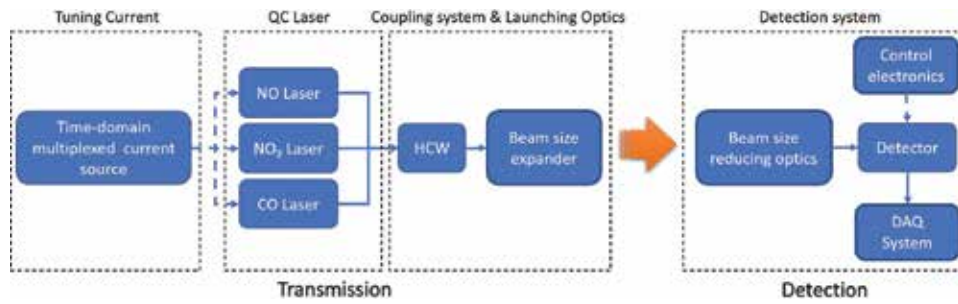 Tuning Current
QC Laser
Coupling system & Launching Optics
Detection system
Time-domain
multiplexed current
source
NO Laser
NO₂ Laser
CO Laser
HCW
Beam size
expander
Beam size
reducing optics
Control
electronics
Detector
DAQ
System
Transmission
Detection